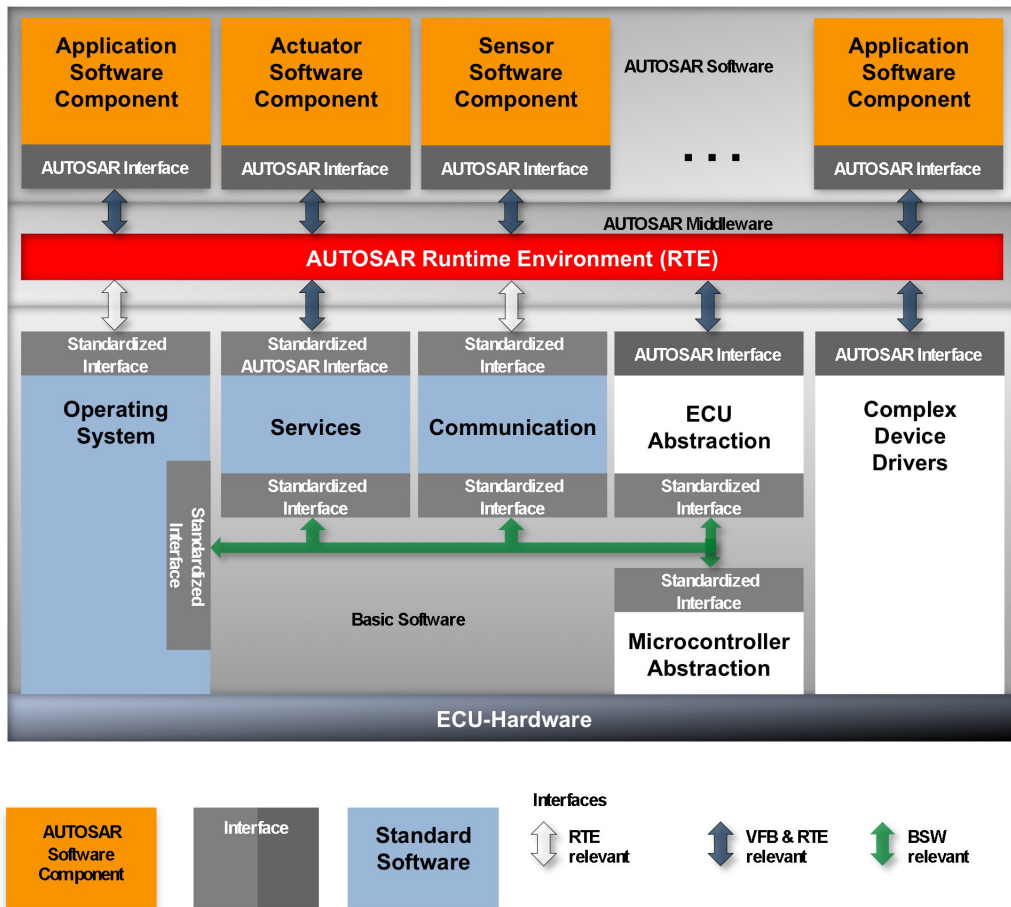 Application
Software
Component
AUTOSAR Interface
Actuator
Software
Component
AUTOSAR Interface
Sensor
Software
Component
AUTOSAR Interface
AUTOSAR Software
...
Application
Software
Component
AUTOSAR Interface
AUTOSAR Middleware
AUTOSAR Runtime Environment (RTE)
Standardized
Interface
Operating
System
Standardized
Interface
Standardized
AUTOSAR Interface
Services
Standardized
Interface
Standardized
Interface
Communication
Standardized
Interface
AUTOSAR Interface
ECU
Abstraction
Standardized
Interface
Standardized
Interface
Microcontroller
Abstraction
AUTOSAR Interface
Complex
Device
Drivers
Basic Software
ECU-Hardware
AUTOSAR
Software
Component
Interface
Standard
Software
Interfaces
RTE
relevant
VFB & RTE
relevant
BSW
relevant